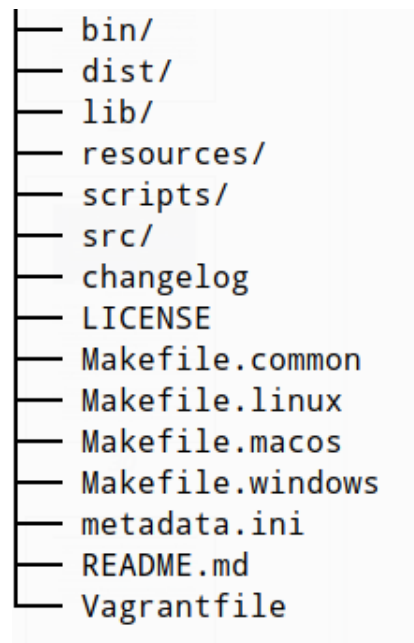 bin/
dist/
lib/
resources/
scripts/
src/
changelog
LICENSE
Makefile.common
Makefile.linux
Makefile.macos
Makefile.windows
metadata.ini
README.md
Vagrantfile